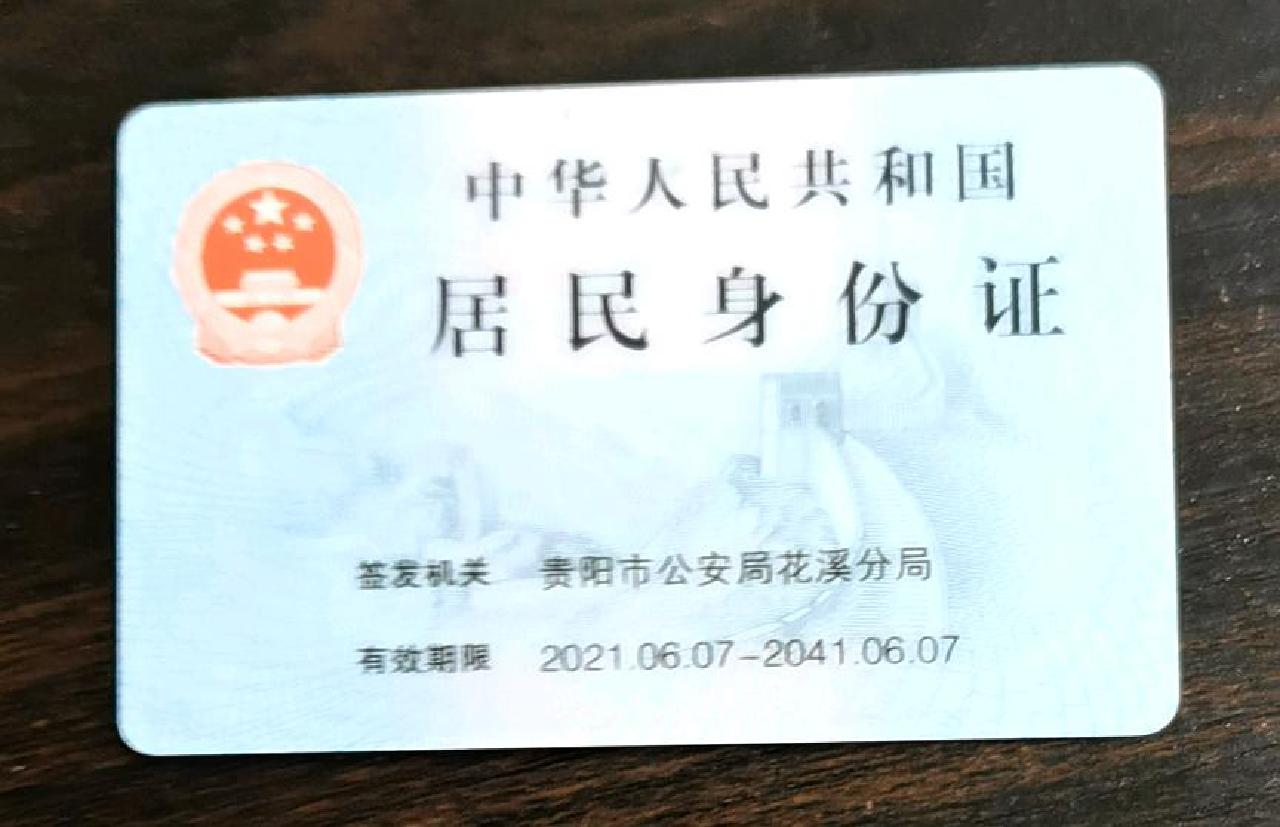 中华人民共和国
居民身份证
签发机关 贵阳市公安局花溪分局
有效期限 2021.06.07-2041.06.07